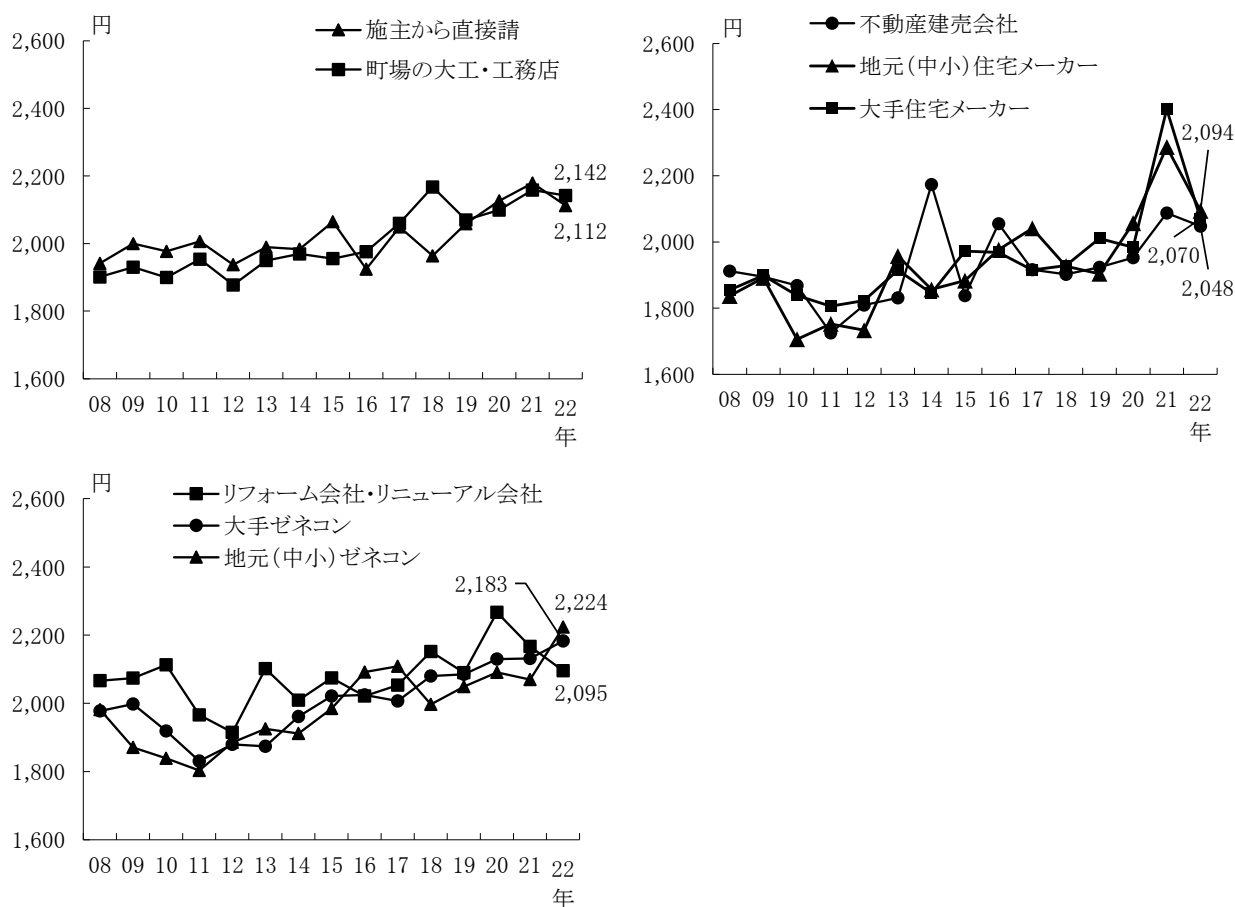 円
施主から直接請
町場の大工・工務店
2,600
2,400
2,200
2,000
1,800
1,600
2,142
2,112
08 09 10 11 12 13 14 15 16 17 18 19 20 21 22
年
円
不動産建売会社
地元(中小)住宅メーカー
大手住宅メーカー
2,600
2,400
2,200
2,000
1,800
1,600
2,094
2,070
2,048
08 09 10 11 12 13 14 15 16 17 18 19 20 21 22
年
円
リフォーム会社・リニューアル会社
大手ゼネコン
地元(中小)ゼネコン
2,600
2,400
2,200
2,000
1,800
1,600
2,183
2,224
2,095
08 09 10 11 12 13 14 15 16 17 18 19 20 21 22
年